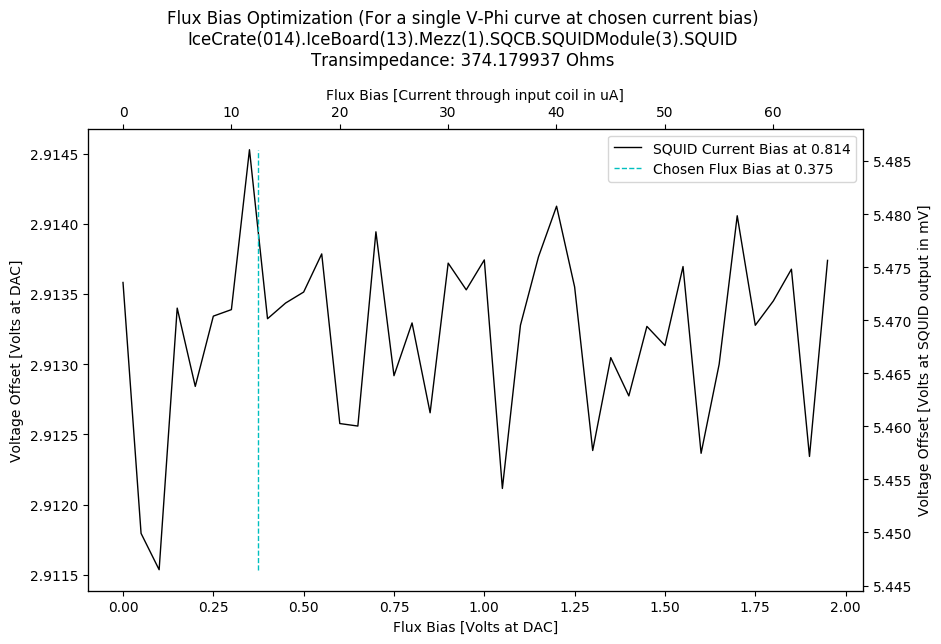 Flux Bias Optimization (For a single V-Phi curve at chosen current bias)
IceCrate(014).IceBoard(13).Mezz(1).SQCB.SQUIDModule(3).SQUID
Transimpedance: 374.179937 Ohms
Flux Bias [Current through input coil in uA]
0 10 20 30 40 50 60
SQUID Current Bias at 0.814
Chosen Flux Bias at 0.375
Voltage Offset [Volts at DAC]
2.9145
2.9140
2.9135
2.9130
2.9125
2.9120
2.9115
5.485
5.480
5.475
5.470
5.465
5.460
5.455
5.450
5.445
Voltage Offset [Volts at SQUID output in mV]
0.00 0.25 0.50 0.75 1.00 1.25 1.50 1.75 2.00
Flux Bias [Volts at DAC]